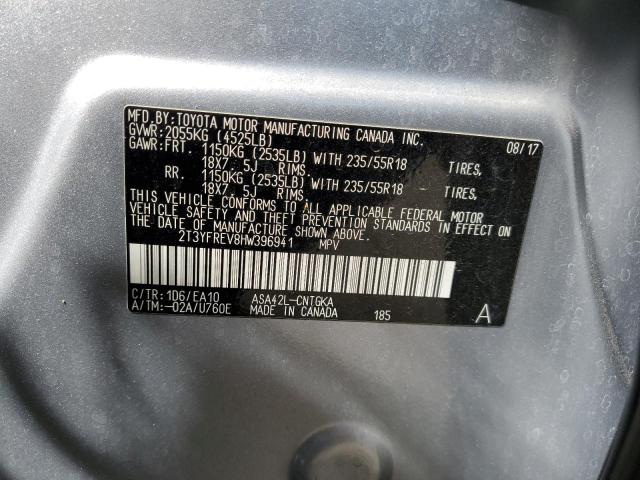 MFD.BY:TOYOTA MOTOR MANUFACTURING CANADA INC. 08/17
GVWR:2055KG (4525LB)
GAWR:FRT. 1150KG (2535LB) WITH 235/55R18 TIRES,
18X7. 5J RIMS.
RR. 1150KG (2535LB) WITH 235/55R18 - TIRES,
18X7. 5J RIMS.
THIS VEHICLE CONFORMS TO ALL APPLICABLE FEDERAL MOTOR
VEHICLE SAFETY AND THEFT PREVENTION STANDARDS IN EFFECT ON
THE DATE OF MANUFACTURE SHOWN ABOVE.
2T3YFREV8HW396941 MPV
C/TR:1D6/EA10 ASA42L-CNTGKA
A/TM:-02A/U760E MADE IN CANADA 185 A